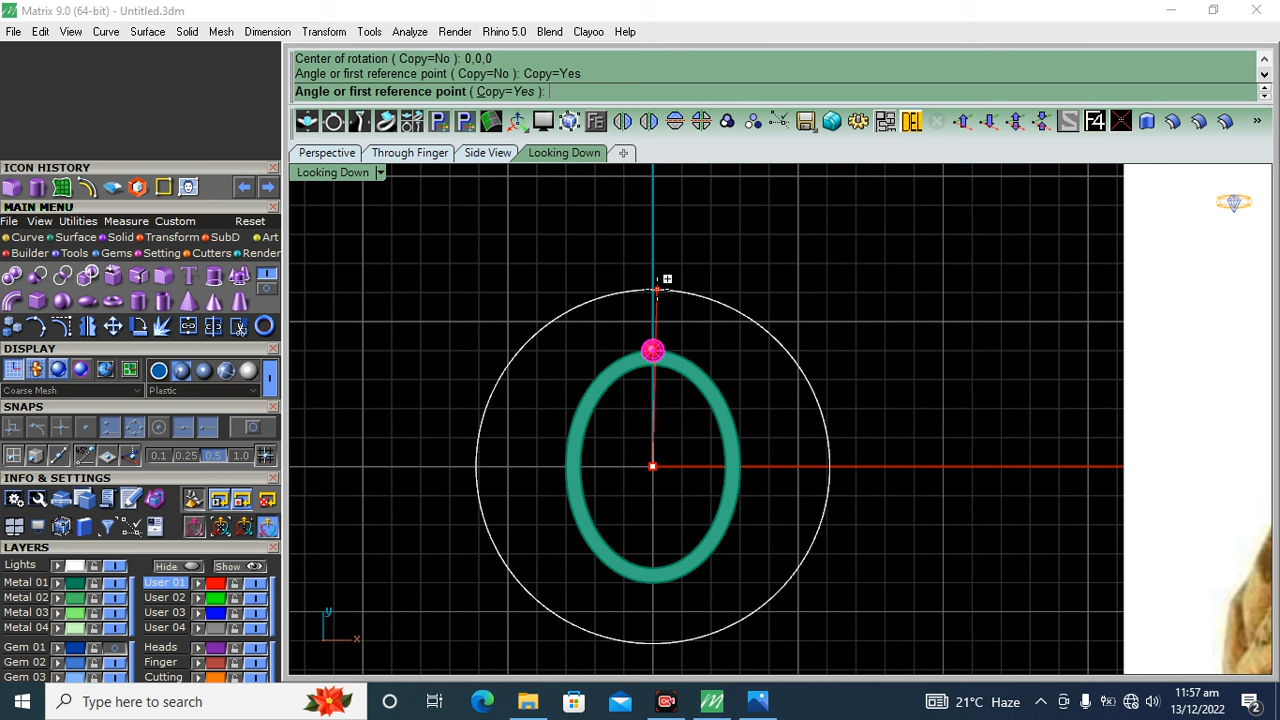 Matrix 9.0 (64-bit) - Untitled.3dm
File Edit View Curve Surface Solid Mesh Dimension Transform Tools Analyze Render Rhino 5.0 Blend Clayoo Help
Center of rotation ( Copy=No ): 0,0,0
Angle or first reference point ( Copy=No ): Copy=Yes
Angle or first reference point ( Copy=Yes ):
Perspective Through Finger Side View Looking Down
Looking Down
ICON HISTORY
MAIN MENU
File View Utilities Measure Custom Reset
Curve Surface Solid Transform SubD Art
Builder Tools Gems Setting Cutters Render
DISPLAY
Coarse Mesh Plastic
SNAPS
0.1 0.25 0.5 1.0
INFO & SETTINGS
LAYERS
Lights Hide Show
Metal 01 User 01
Metal 02 User 02
Metal 03 User 03
Metal 04 User 04
Gem 01 Heads
Gem 02 Finger
Gem 03 Cutting
P P FE DEL S F4
T
45°
y
x
Type here to search
21°C Haze
11:57 am
13/12/2022
2